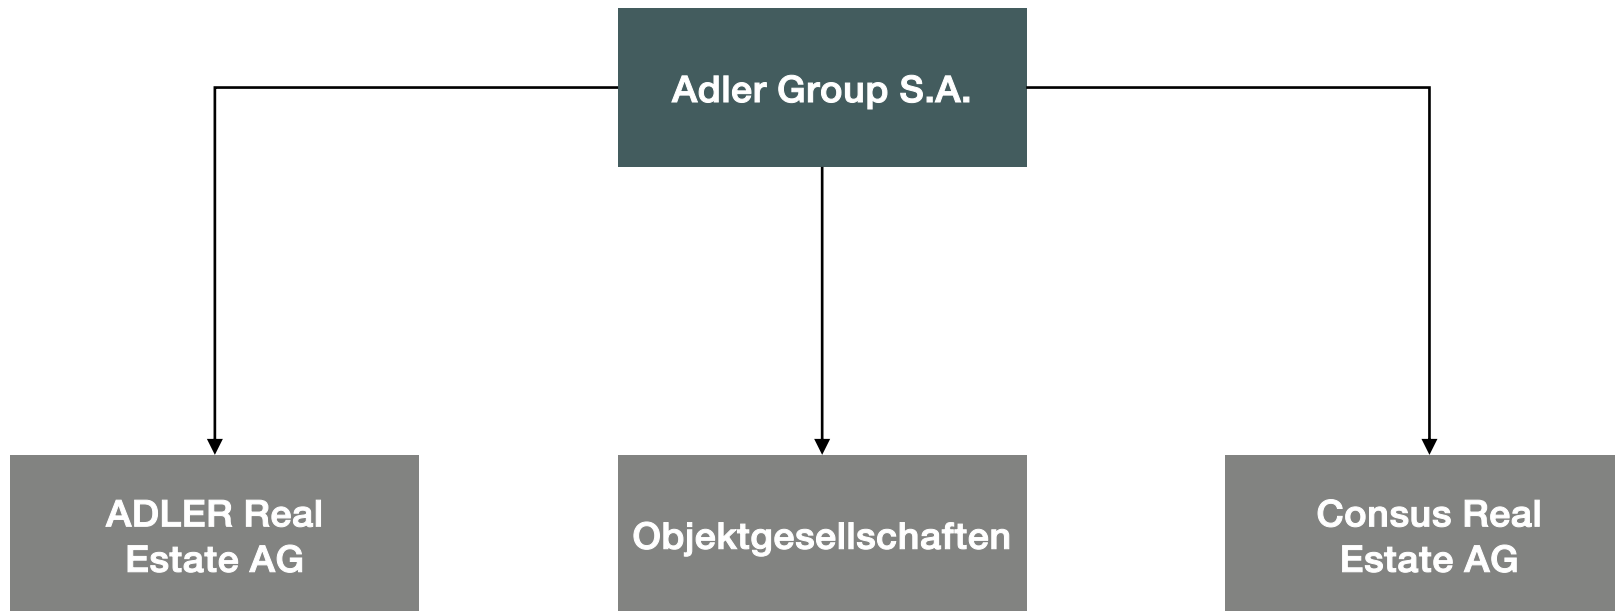 Adler Group S.A.
ADLER Real
Estate AG
Objektgesellschaften
Consus Real
Estate AG